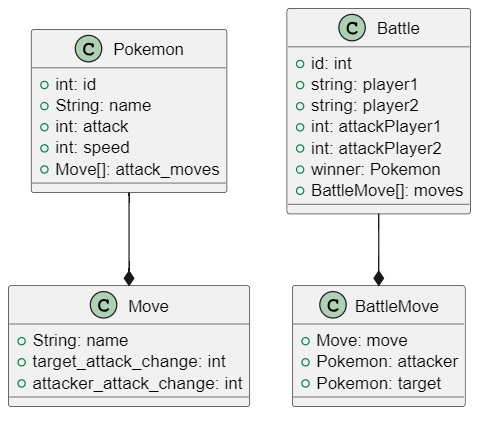 C Pokemon
int: id
String: name
int: attack
int: speed
Move[]: attack_moves
C Battle
id: int
string: player1
string: player2
int: attackPlayer1
int: attackPlayer2
winner: Pokemon
BattleMove[]: moves
C Move
String: name
target_attack_change: int
attacker_attack_change: int
C BattleMove
Move: move
Pokemon: attacker
Pokemon: target